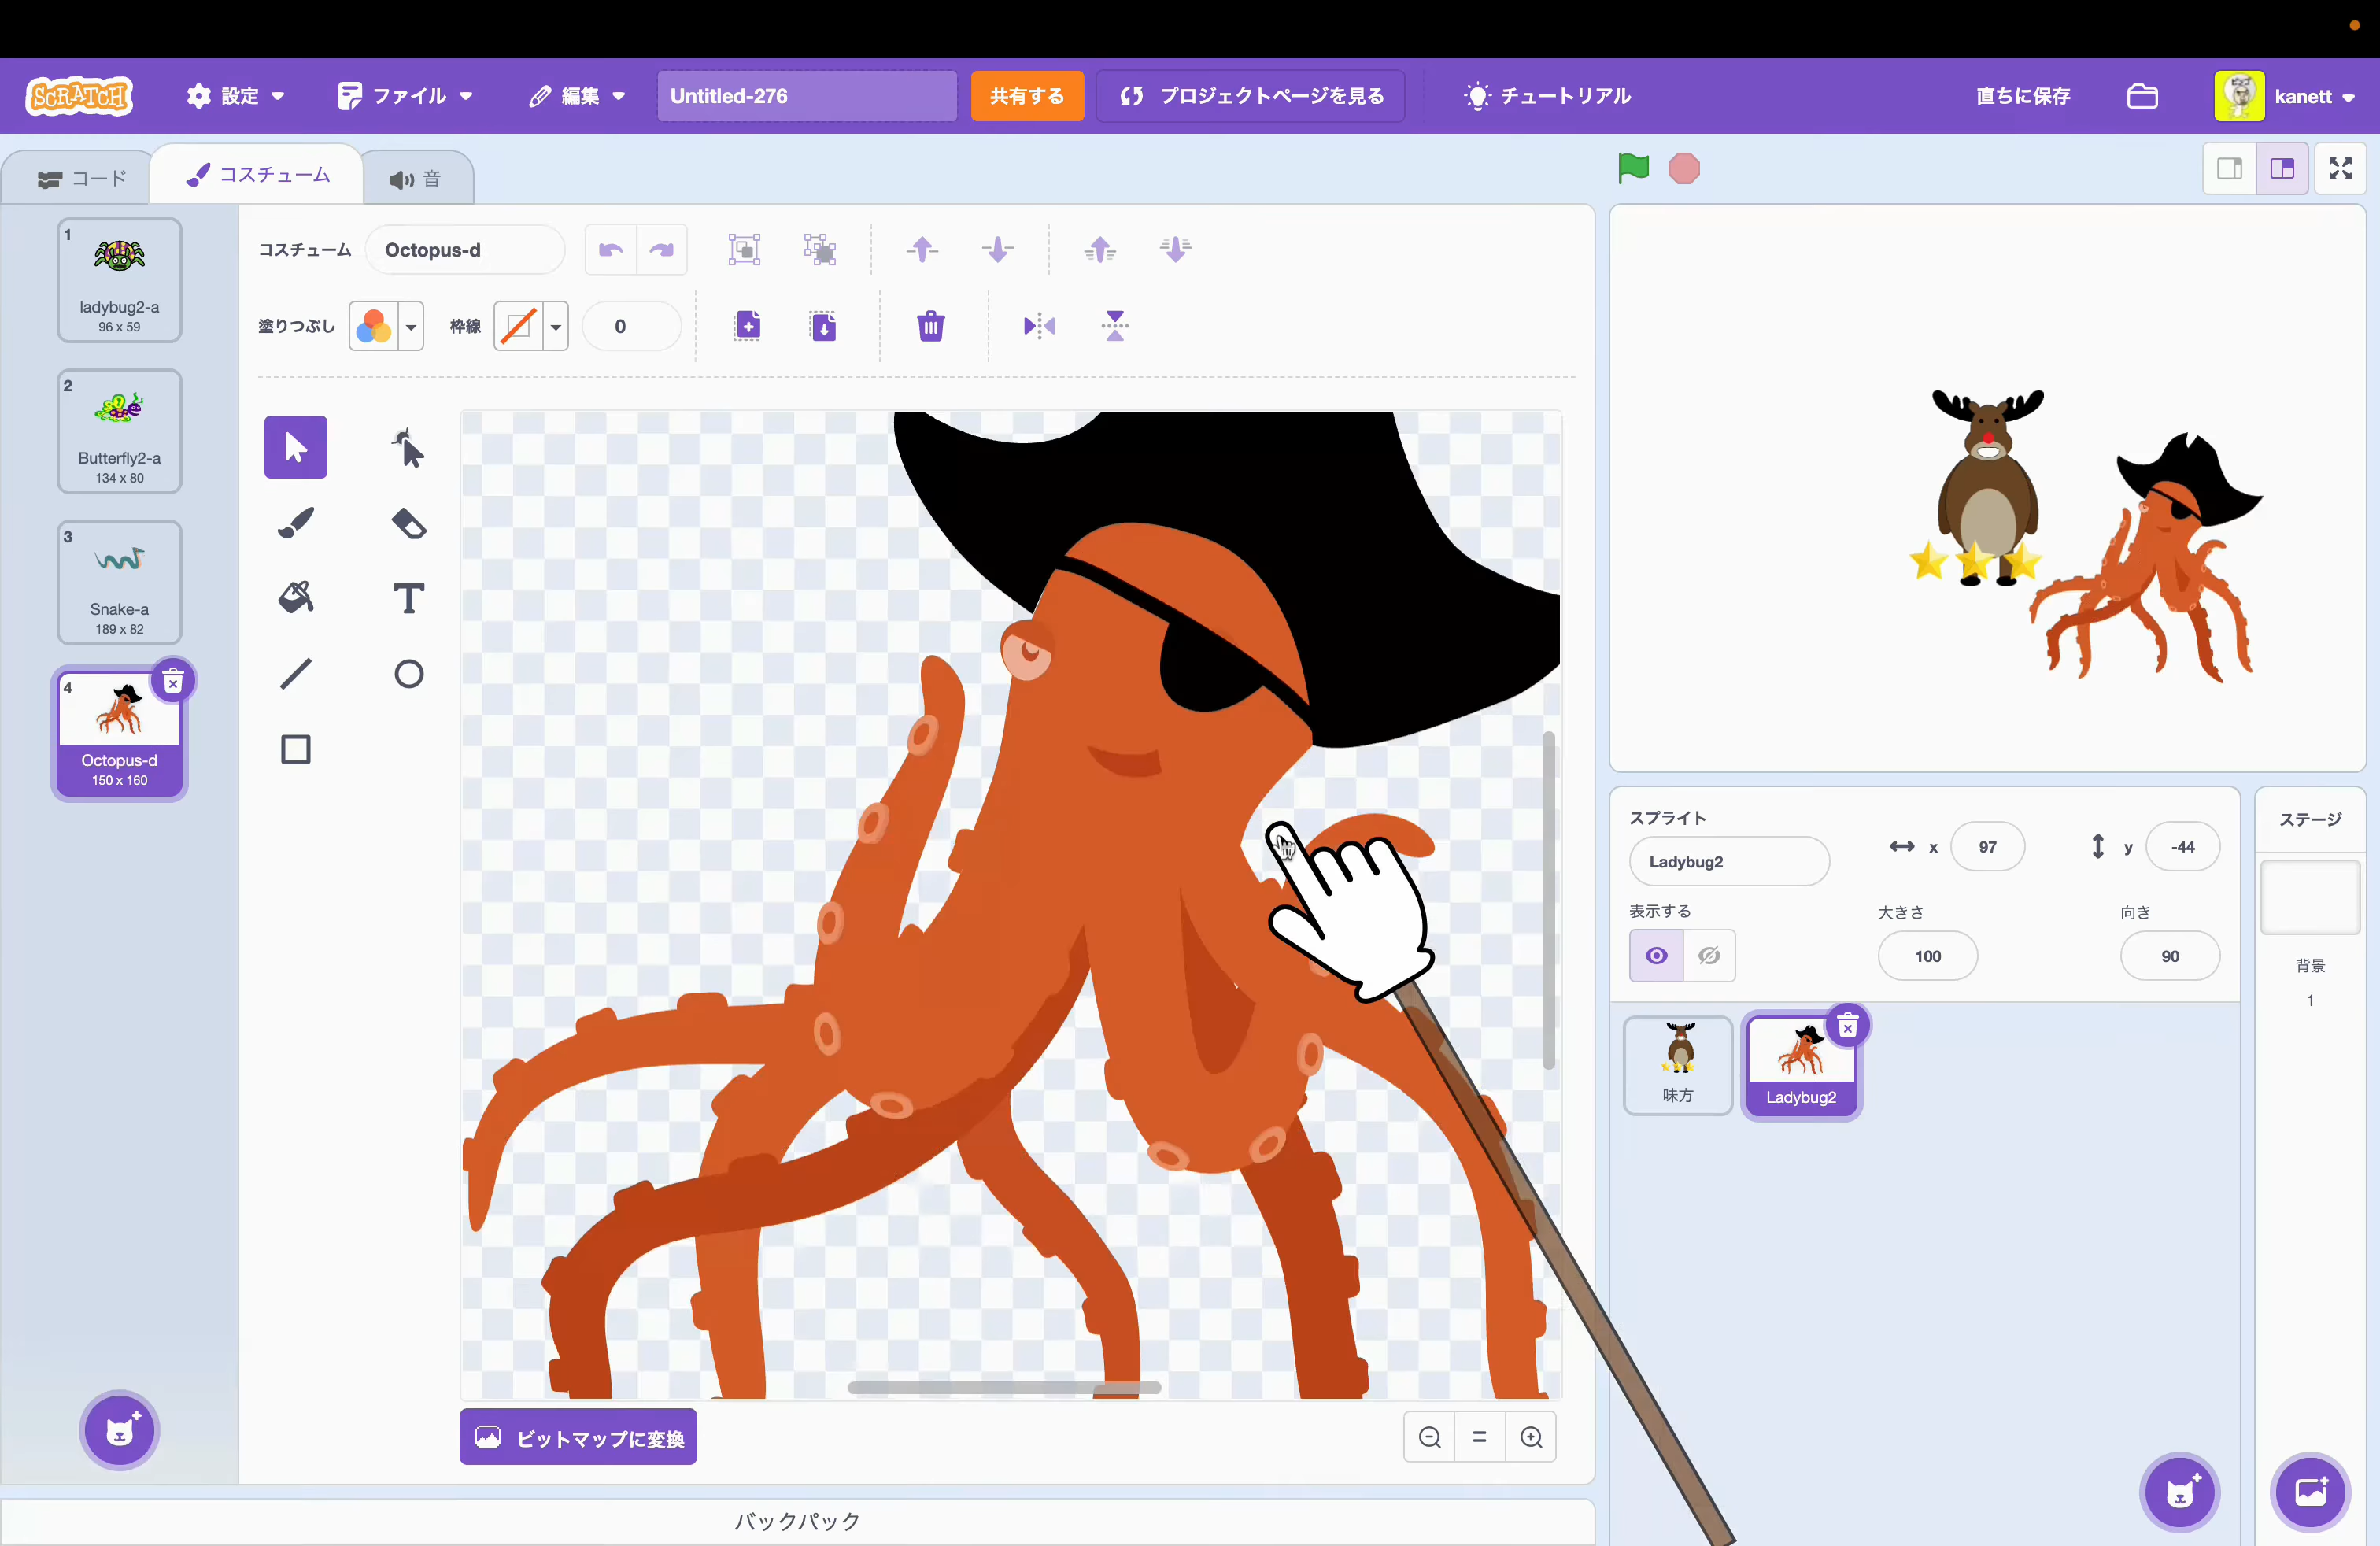 SCRATCH 設定 ファイル 編集 Untitled-276 共有する プロジェクトページを見る チュートリアル 直ちに保存 kanett
コード コスチューム 音
1
ladybug2-a
96 x 59
2
Butterfly2-a
134 x 80
3
Snake-a
189 x 82
4
Octopus-d
150 x 160
コスチューム Octopus-d
塗りつぶし 枠線 0
T
ビットマップに変換
バックパック
スプライト
Ladybug2 x 97 y -44
表示する 大きさ 向き
100 90
味方 Ladybug2
ステージ
背景
1